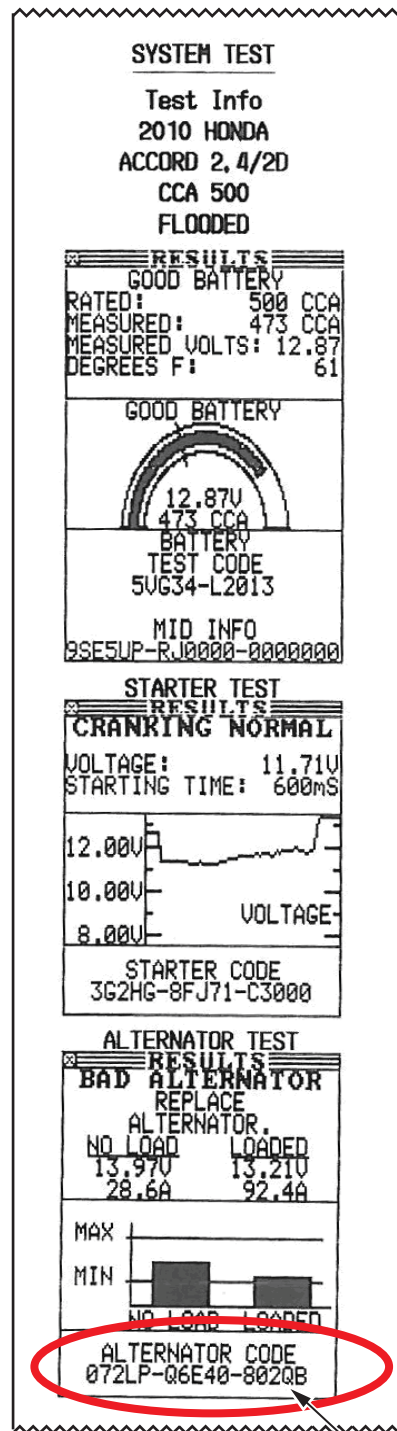 SYSTEM TEST
Test Info
2010 HONDA
ACCORD 2.4/2D
CCA 500
FLOODED
RESULTS
GOOD BATTERY
RATED: 500 CCA
MEASURED: 473 CCA
MEASURED VOLTS: 12.87
DEGREES F: 61
GOOD BATTERY
12.87V
473 CCA
BATTERY
TEST CODE
5VG34-L2013
MID INFO
9SE5UP-RJ0000-0000000
STARTER TEST
RESULTS
CRANKING NORMAL
VOLTAGE: 11.71V
STARTING TIME: 600mS
12.00V
10.00V
VOLTAGE
8.00V
STARTER CODE
3G2HG-8FJ71-C3000
ALTERNATOR TEST
RESULTS
BAD ALTERNATOR
REPLACE
ALTERNATOR.
NO LOAD LOADED
13.97V 13.21V
28.6A 92.4A
MAX
MIN
NO LOAD LOADED
ALTERNATOR CODE
072LP-Q6E40-802QB